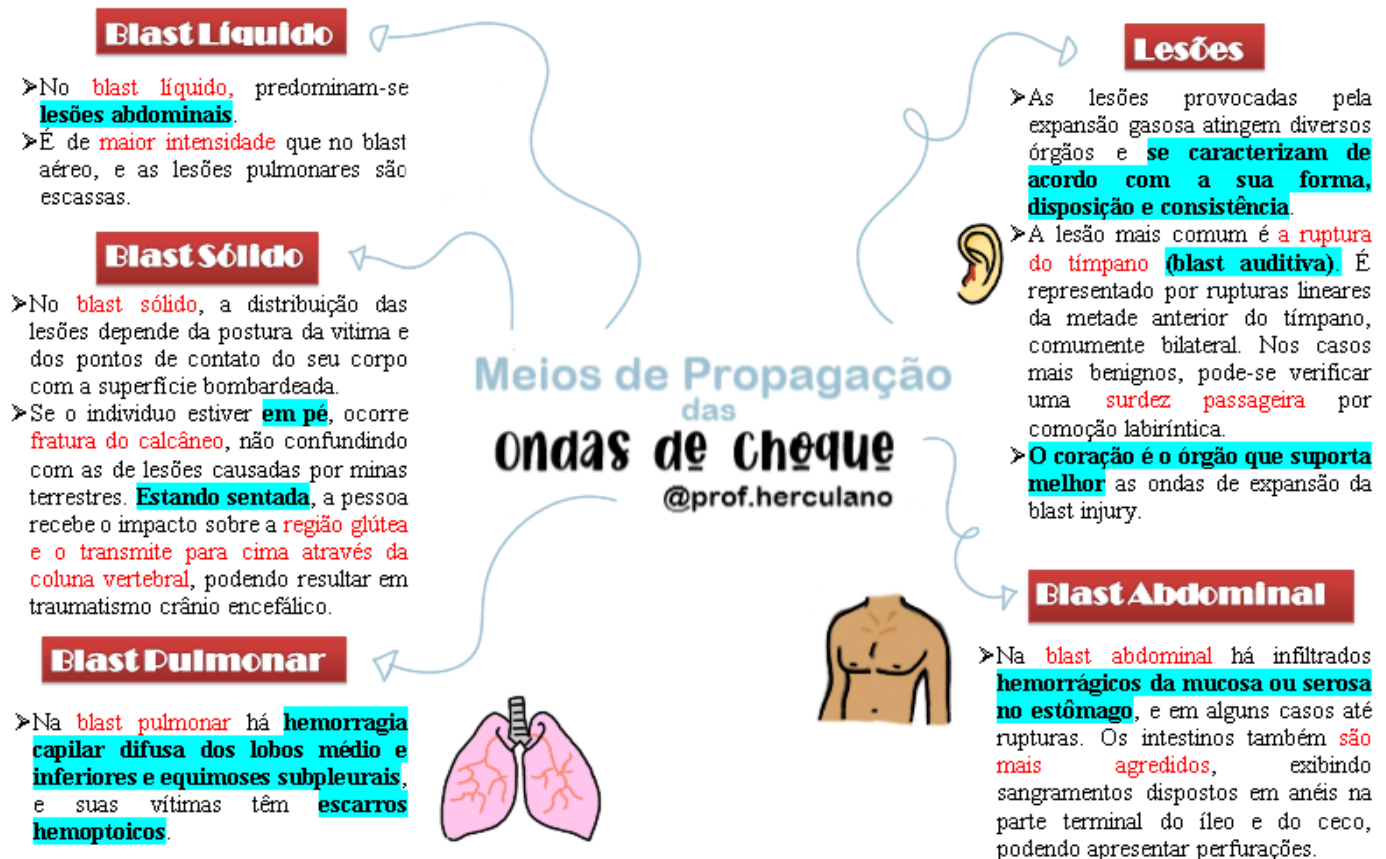 Blast Líquido
➢No blast líquido, predominam-se
lesões abdominais.
➢É de maior intensidade que no blast
aéreo, e as lesões pulmonares são
escassas.
Blast Sólido
➢No blast sólido, a distribuição das
lesões depende da postura da vitima e
dos pontos de contato do seu corpo
com a superfície bombardeada.
➢Se o individuo estiver em pé, ocorre
fratura do calcâneo, não confundindo
com as de lesões causadas por minas
terrestres. Estando sentada, a pessoa
recebe o impacto sobre a região glútea
e o transmite para cima através da
coluna vertebral, podendo resultar em
traumatismo crânio encefálico.
Blast Pulmonar
➢Na blast pulmonar há hemorragia
capilar difusa dos lobos médio e
inferiores e equimoses subpleurais,
e suas vítimas têm escarros
hemoptoicos.
Meios de Propagação
das
Ondas de Choque
@prof.herculano
Lesões
➢As lesões provocadas pela
expansão gasosa atingem diversos
órgãos e se caracterizam de
acordo com a sua forma,
disposição e consistência.
➢A lesão mais comum é a ruptura
do tímpano (blast auditiva). É
representado por rupturas lineares
da metade anterior do tímpano,
comumente bilateral. Nos casos
mais benignos, pode-se verificar
uma surdez passageira por
comoção labiríntica.
➢O coração é o órgão que suporta
melhor as ondas de expansão da
blast injury.
Blast Abdominal
➢Na blast abdominal há infiltrados
hemorrágicos da mucosa ou serosa
no estômago, e em alguns casos até
rupturas. Os intestinos também são
mais agredidos, exibindo
sangramentos dispostos em anéis na
parte terminal do íleo e do ceco,
podendo apresentar perfurações.